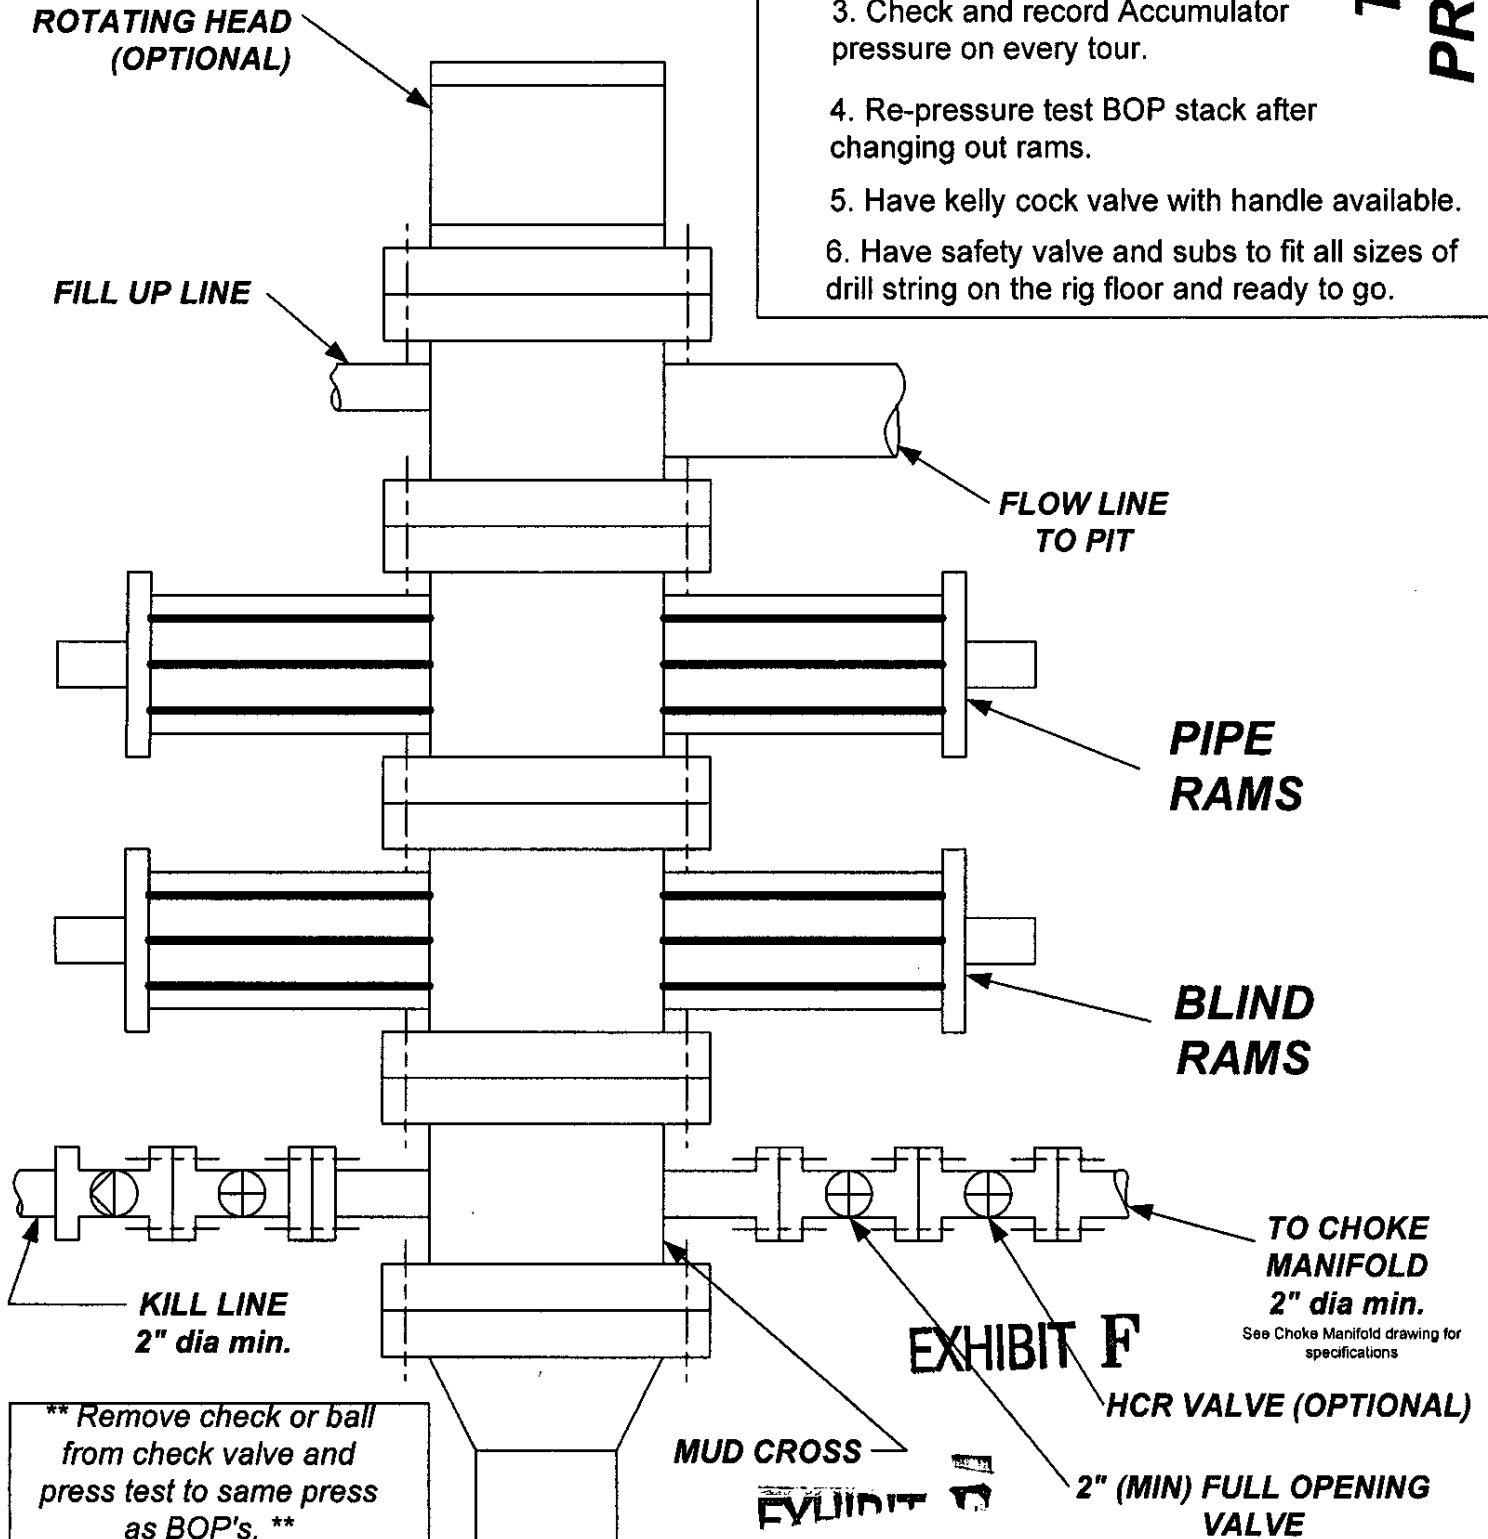 ROTATING HEAD
(OPTIONAL)
3. Check and record Accumulator
pressure on every tour.
4. Re-pressure test BOP stack after
changing out rams.
5. Have kelly cock valve with handle available.
6. Have safety valve and subs to fit all sizes of
drill string on the rig floor and ready to go.
PR
FILL UP LINE
FLOW LINE
TO PIT
PIPE
RAMS
BLIND
RAMS
KILL LINE
2" dia min.
TO CHOKE
MANIFOLD
2" dia min.
See Choke Manifold drawing for
specifications
EXHIBIT F
HCR VALVE (OPTIONAL)
MUD CROSS
2" (MIN) FULL OPENING
VALVE
** Remove check or ball
from check valve and
press test to same press
as BOP's. **